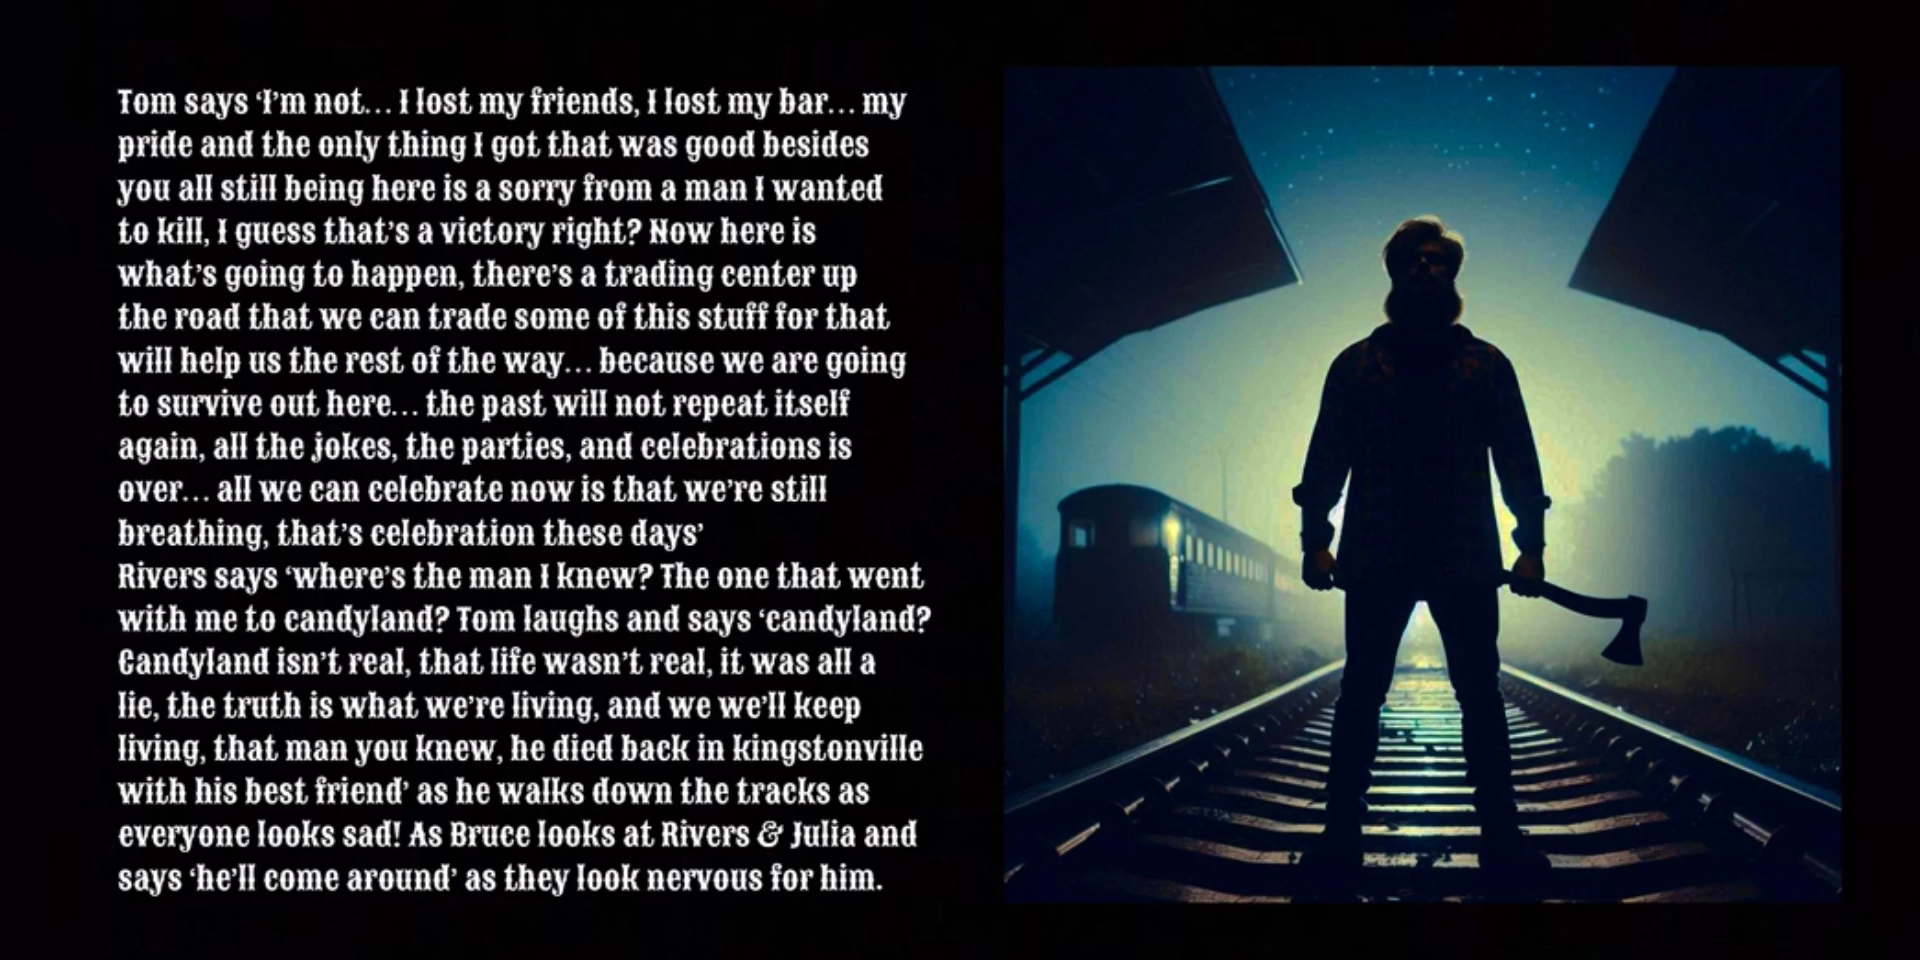 Tom says ‘I’m not… I lost my friends, I lost my bar… my
pride and the only thing I got that was good besides
you all still being here is a sorry from a man I wanted
to kill, I guess that’s a victory right? Now here is
what’s going to happen, there’s a trading center up
the road that we can trade some of this stuff for that
will help us the rest of the way… because we are going
to survive out here… the past will not repeat itself
again, all the jokes, the parties, and celebrations is
over… all we can celebrate now is that we’re still
breathing, that’s celebration these days’
Rivers says ‘where’s the man I knew? The one that went
with me to candyland? Tom laughs and says ‘candyland?
Candyland isn’t real, that life wasn’t real, it was all a
lie, the truth is what we’re living, and we we’ll keep
living, that man you knew, he died back in kingstonville
with his best friend’ as he walks down the tracks as
everyone looks sad! As Bruce looks at Rivers & Julia and
says ‘he’ll come around’ as they look nervous for him.